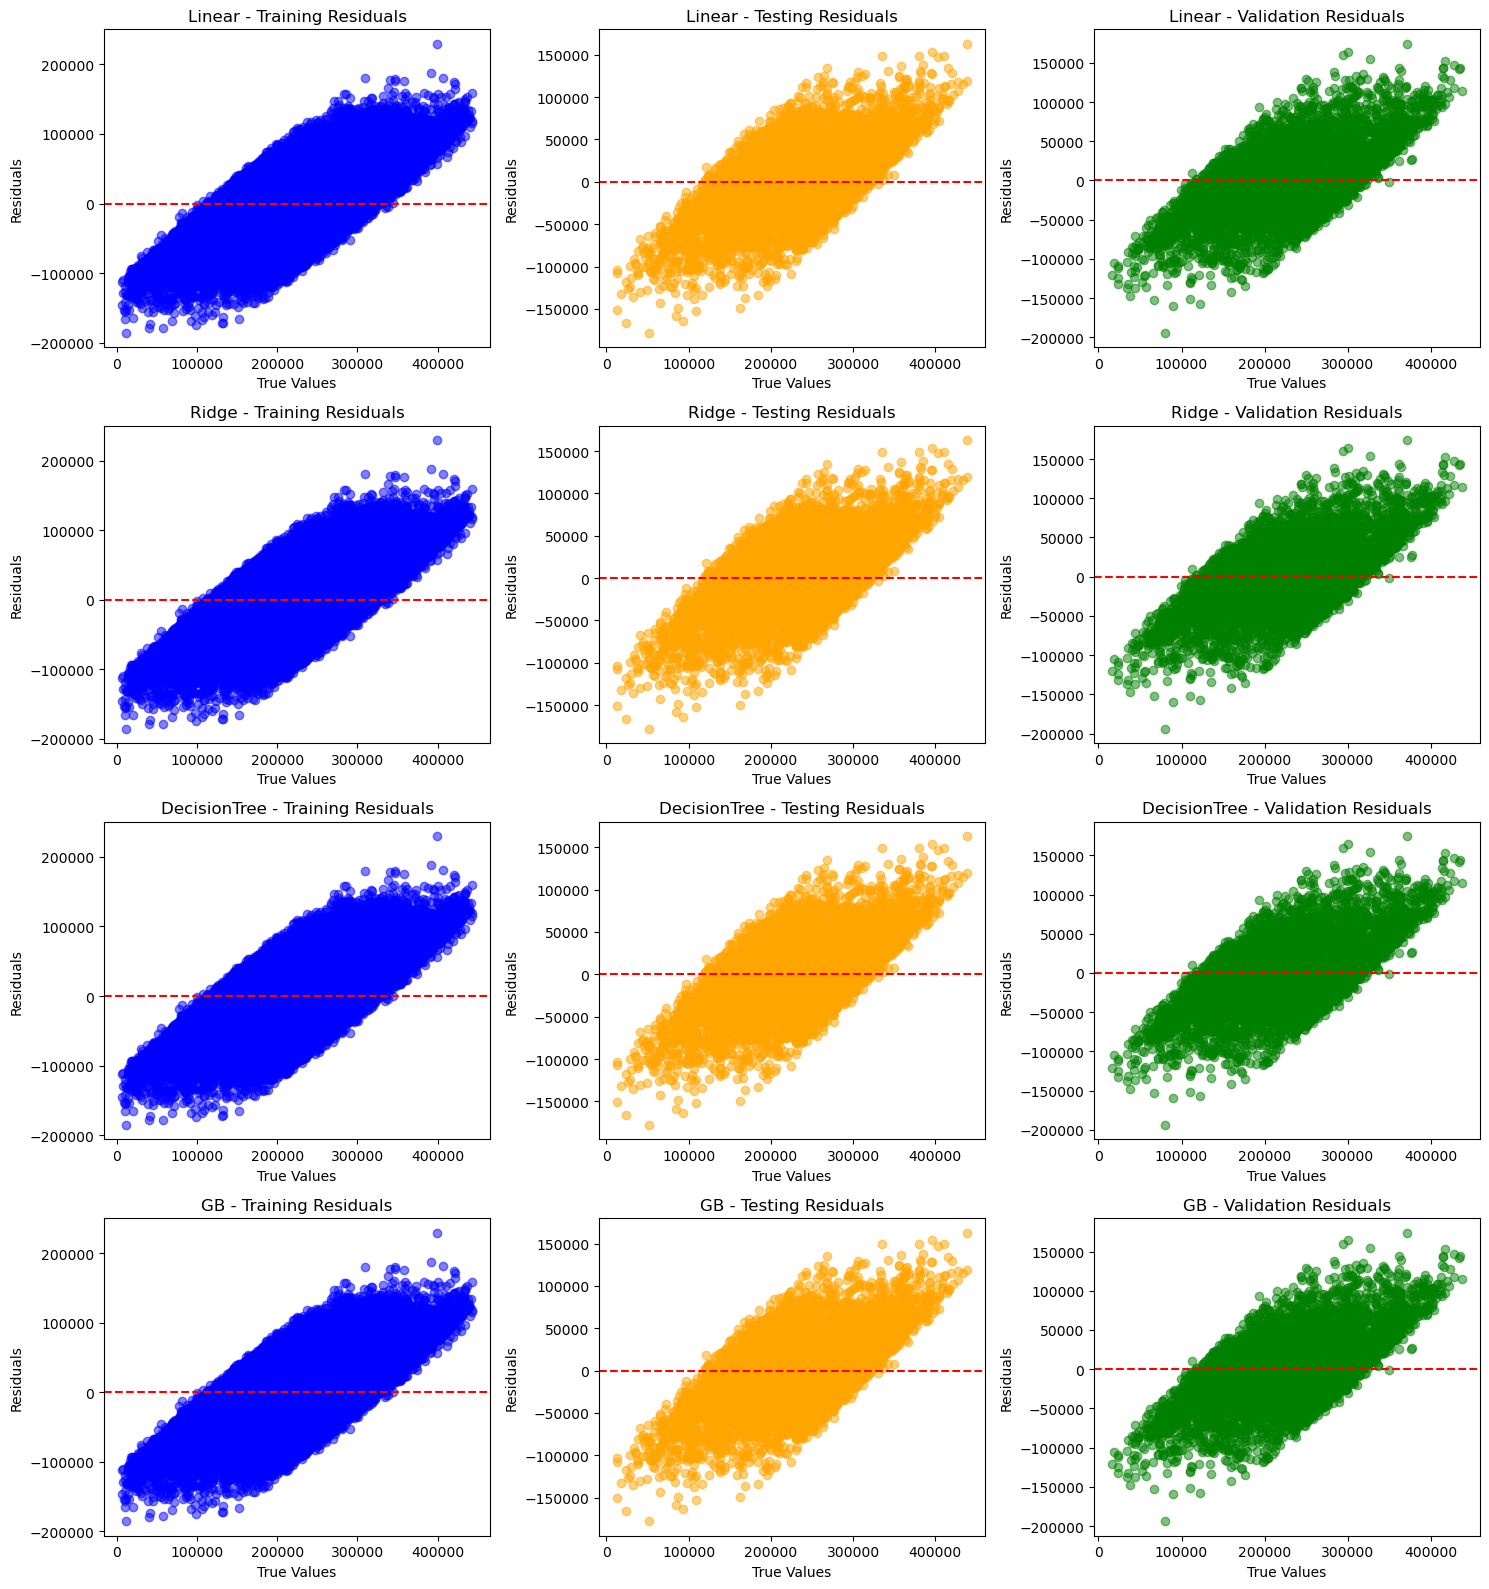 Linear - Training Residuals
Linear - Testing Residuals
Linear - Validation Residuals
200000
100000
0
−100000
−200000
Residuals
0 100000 200000 300000 400000
True Values
150000
100000
50000
0
−50000
−100000
−150000
Residuals
0 100000 200000 300000 400000
True Values
150000
100000
50000
0
−50000
−100000
−150000
−200000
Residuals
0 100000 200000 300000 400000
True Values
Ridge - Training Residuals
Ridge - Testing Residuals
Ridge - Validation Residuals
200000
100000
0
−100000
−200000
Residuals
0 100000 200000 300000 400000
True Values
150000
100000
50000
0
−50000
−100000
−150000
Residuals
0 100000 200000 300000 400000
True Values
150000
100000
50000
0
−50000
−100000
−150000
−200000
Residuals
0 100000 200000 300000 400000
True Values
DecisionTree - Training Residuals
DecisionTree - Testing Residuals
DecisionTree - Validation Residuals
200000
100000
0
−100000
−200000
Residuals
0 100000 200000 300000 400000
True Values
150000
100000
50000
0
−50000
−100000
−150000
Residuals
0 100000 200000 300000 400000
True Values
150000
100000
50000
0
−50000
−100000
−150000
−200000
Residuals
0 100000 200000 300000 400000
True Values
GB - Training Residuals
GB - Testing Residuals
GB - Validation Residuals
200000
100000
0
−100000
−200000
Residuals
0 100000 200000 300000 400000
True Values
150000
100000
50000
0
−50000
−100000
−150000
Residuals
0 100000 200000 300000 400000
True Values
150000
100000
50000
0
−50000
−100000
−150000
−200000
Residuals
0 100000 200000 300000 400000
True Values